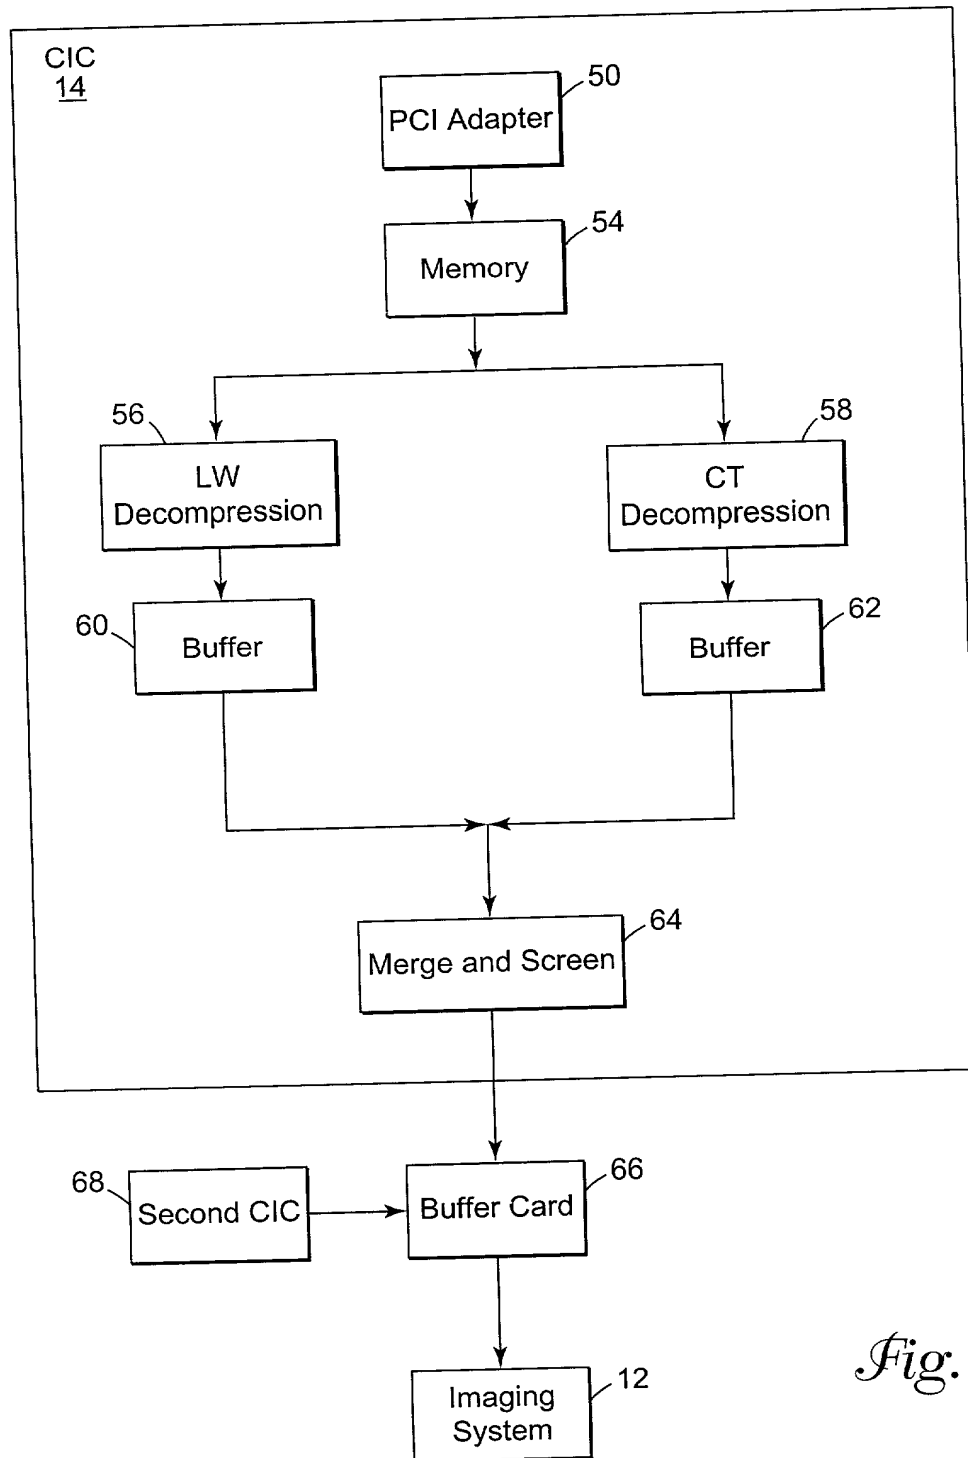 CIC
14
50
PCI Adapter
54
Memory
56
58
LW
Decompression
CT
Decompression
60
Buffer
62
Buffer
64
Merge and Screen
68
Second CIC
66
Buffer Card
12
Imaging
System
Fig.